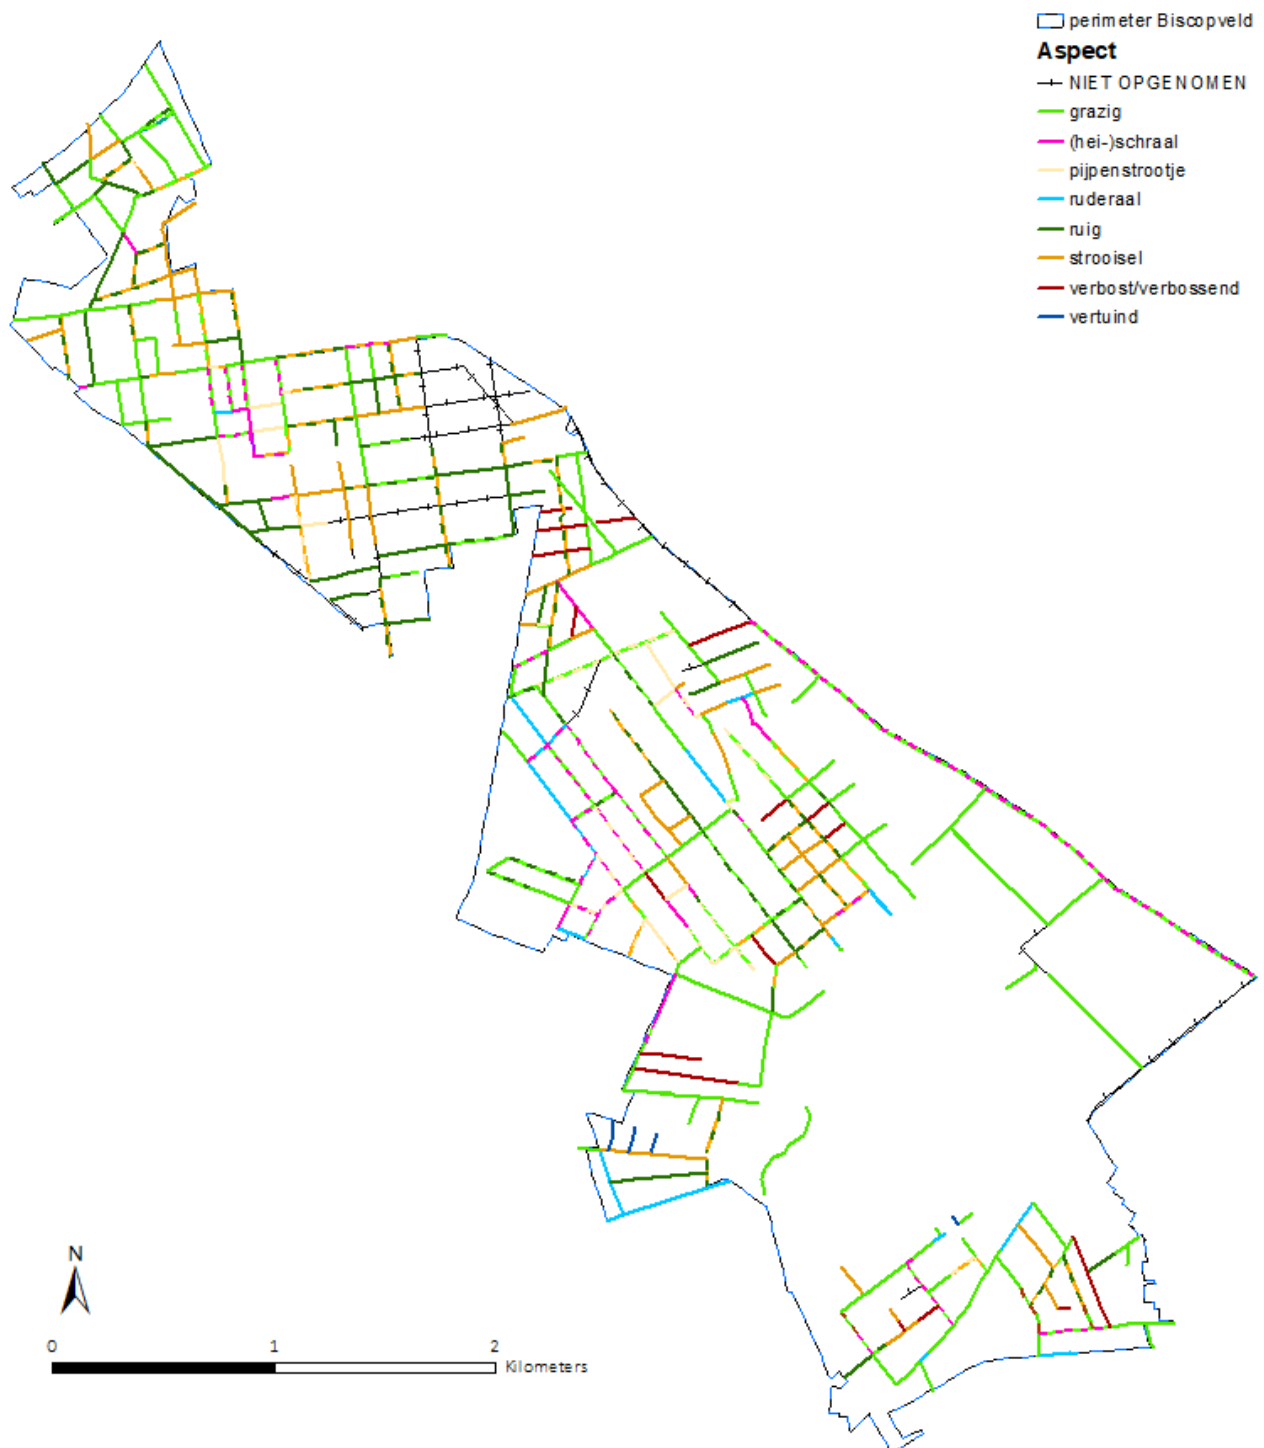 perimeter Biscopveld
Aspect
NIET OPGENOMEN
grazig
(hei-)schraal
pijpenstrootje
ruderaal
ruig
strooisel
verbost/verbossend
vertuind
N
0 1 2
Kilometers